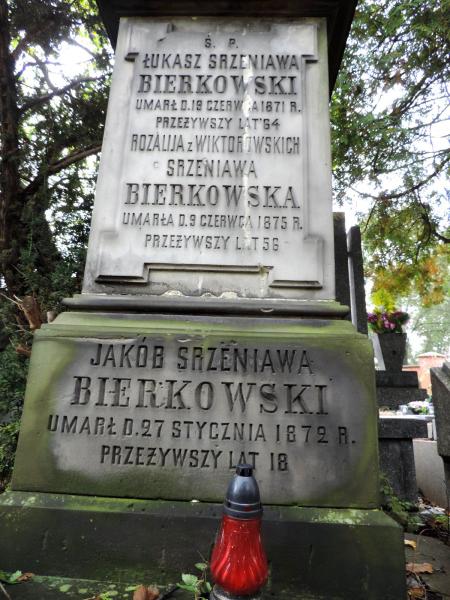 Ś. P.
ŁUKASZ SRZENIAWA
BIERKOWSKI
UMARŁ D. 19 CZERWCA 1871 R.
PRZEŻYWSZY LAT 64
ROZALIJA z WIKTOROWSKICH
SRZENIAWA
BIERKOWSKA
UMARŁA D. 9 CZERWCA 1875 R.
PRZEŻYWSZY LAT 56
JAKÓB SRZENIAWA
BIERKOWSKI
UMARŁ D. 27 STYCZNIA 1872 R.
PRZEŻYWSZY LAT 18